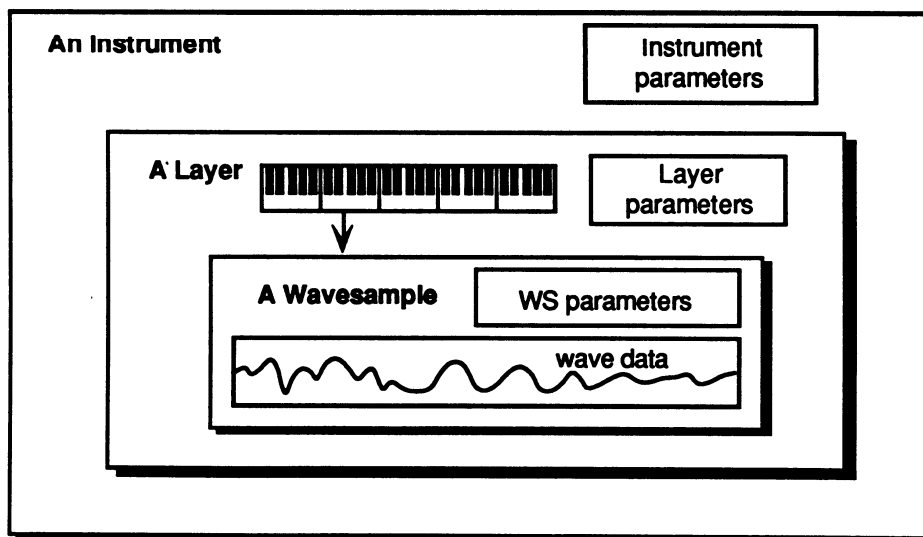 An Instrument
Instrument
parameters
A Layer
Layer
parameters
A Wavesample
WS parameters
wave data